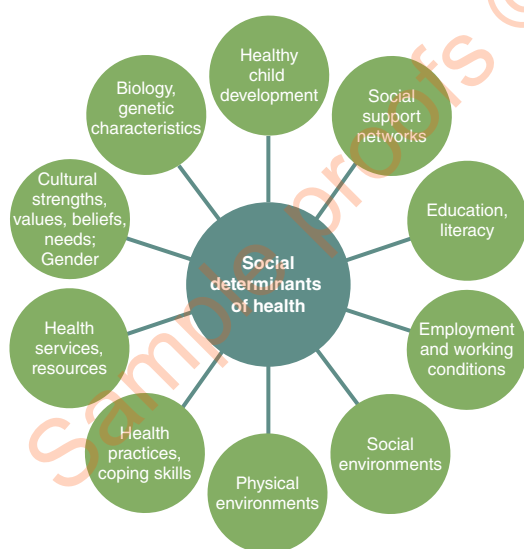 Healthy
child
development
Social
support
networks
Education,
literacy
Employment
and working
conditions
Social
environments
Physical
environments
Health
practices,
coping skills
Health
services,
resources
Cultural
strengths,
values, beliefs,
needs;
Gender
Biology,
genetic
characteristics
Social
determinants
of health
Sample proofs ©